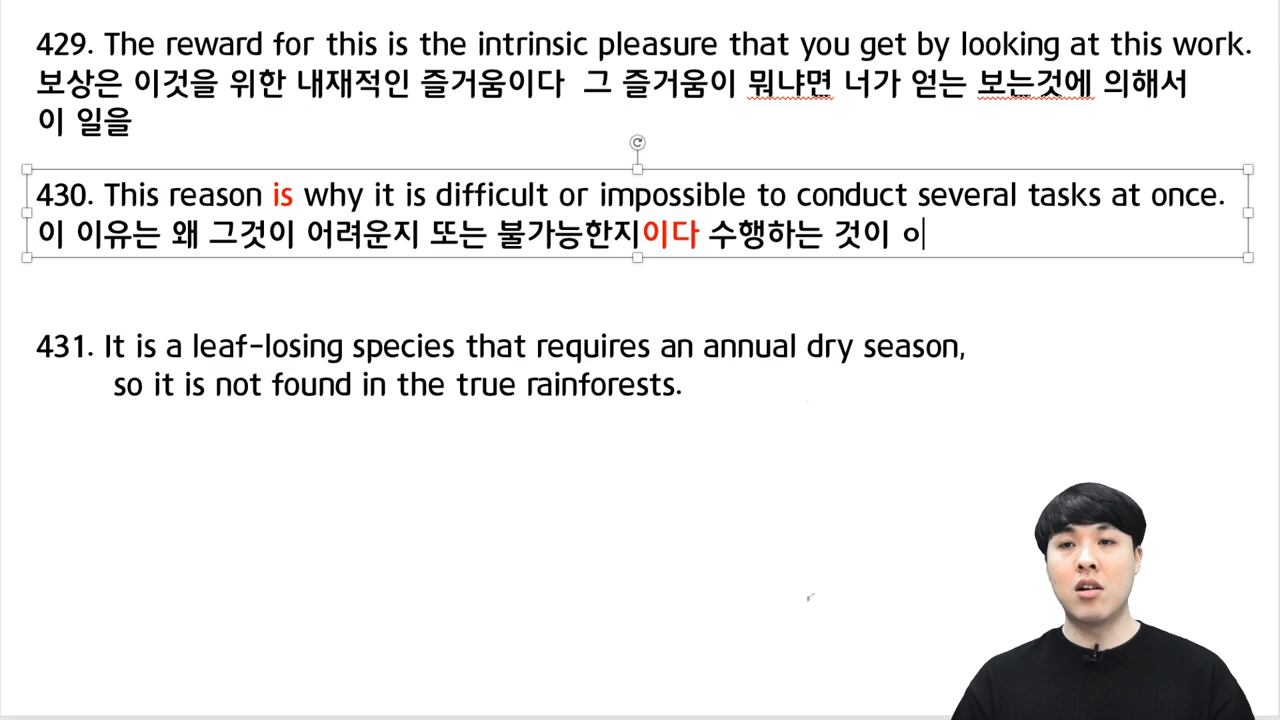 429. The reward for this is the intrinsic pleasure that you get by looking at this work.
보상은 이것을 위한 내재적인 즐거움이다 그 즐거움이 뭐냐면 너가 얻는 보는것에 의해서
이 일을
430. This reason is why it is difficult or impossible to conduct several tasks at once.
이 이유는 왜 그것이 어려운지 또는 불가능한지이다 수행하는 것이 ㅇ
431. It is a leaf-losing species that requires an annual dry season,
so it is not found in the true rainforests.